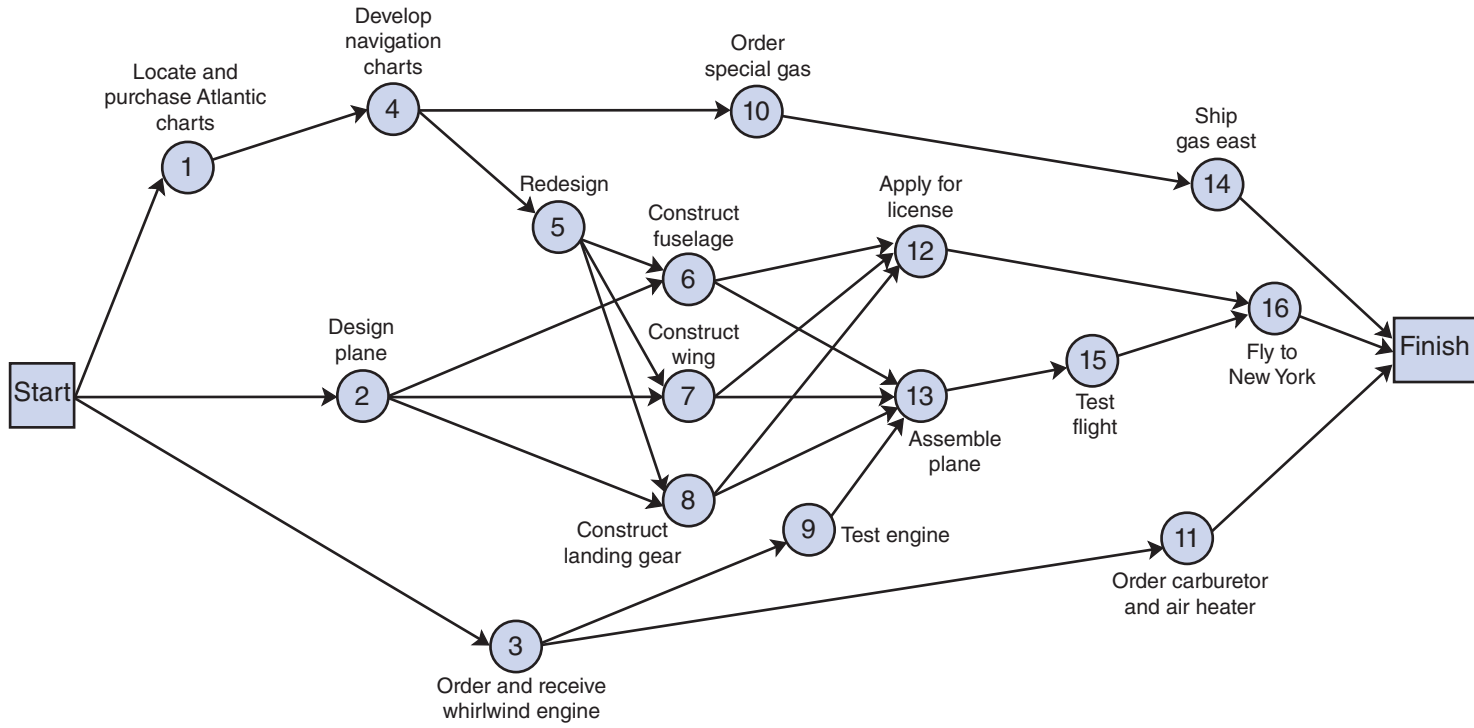 Develop
navigation
charts
4
Order
special gas
10
Locate and
purchase Atlantic
charts
1
Ship
gas east
14
Redesign
5
Construct
fuselage
6
Apply for
license
12
Start
Design
plane
2
Construct
wing
7
13
Assemble
plane
15
Test
flight
16
Fly to
New York
Finish
8
Construct
landing gear
9
Test engine
11
Order carburetor
and air heater
3
Order and receive
whirlwind engine